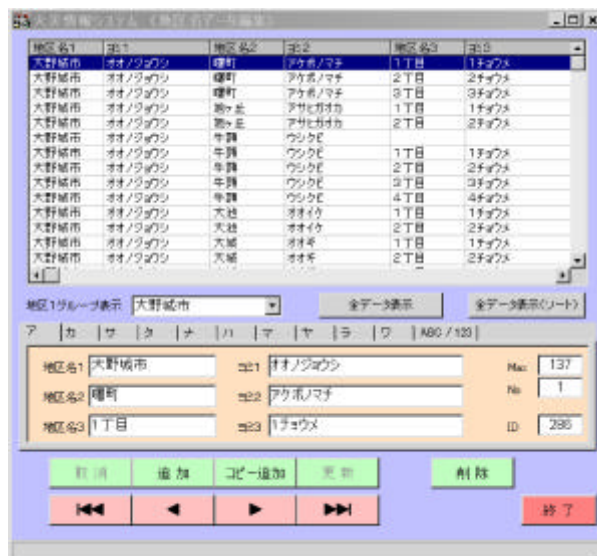 システム
地区名1 ヨミ1 地区名2 ヨミ2 地区名3 ヨミ3
大野城市 オオノジョウシ 曙町 アケボノマチ 1丁目 1チョウメ
大野城市 オオノジョウシ 曙町 アケボノマチ 2丁目 2チョウメ
大野城市 オオノジョウシ 曙町 アケボノマチ 3丁目 3チョウメ
大野城市 オオノジョウシ 旭ヶ丘 アサヒガオカ 1丁目 1チョウメ
大野城市 オオノジョウシ 旭ヶ丘 アサヒガオカ 2丁目 2チョウメ
大野城市 オオノジョウシ 牛頸 ウシクビ
大野城市 オオノジョウシ 牛頸 ウシクビ 1丁目 1チョウメ
大野城市 オオノジョウシ 牛頸 ウシクビ 2丁目 2チョウメ
大野城市 オオノジョウシ 牛頸 ウシクビ 3丁目 3チョウメ
大野城市 オオノジョウシ 牛頸 ウシクビ 4丁目 4チョウメ
大野城市 オオノジョウシ 大池 オオイケ 1丁目 1チョウメ
大野城市 オオノジョウシ 大池 オオイケ 2丁目 2チョウメ
大野城市 オオノジョウシ 大城 オオギ 1丁目 1チョウメ
大野城市 オオノジョウシ 大城 オオギ 2丁目 2チョウメ
地区1グループ表示 大野城市 全データ表示 全データ表示(ソート)
ア カ サ タ ナ ハ マ ヤ ラ ワ ABC / 123
地区名1 大野城市 ヨミ1 オオノジョウシ Max 137
地区名2 曙町 ヨミ2 アケボノマチ No 1
地区名3 1丁目 ヨミ3 1チョウメ ID 286
取 消 追 加 コピー追加 更 新 削 除
終 了